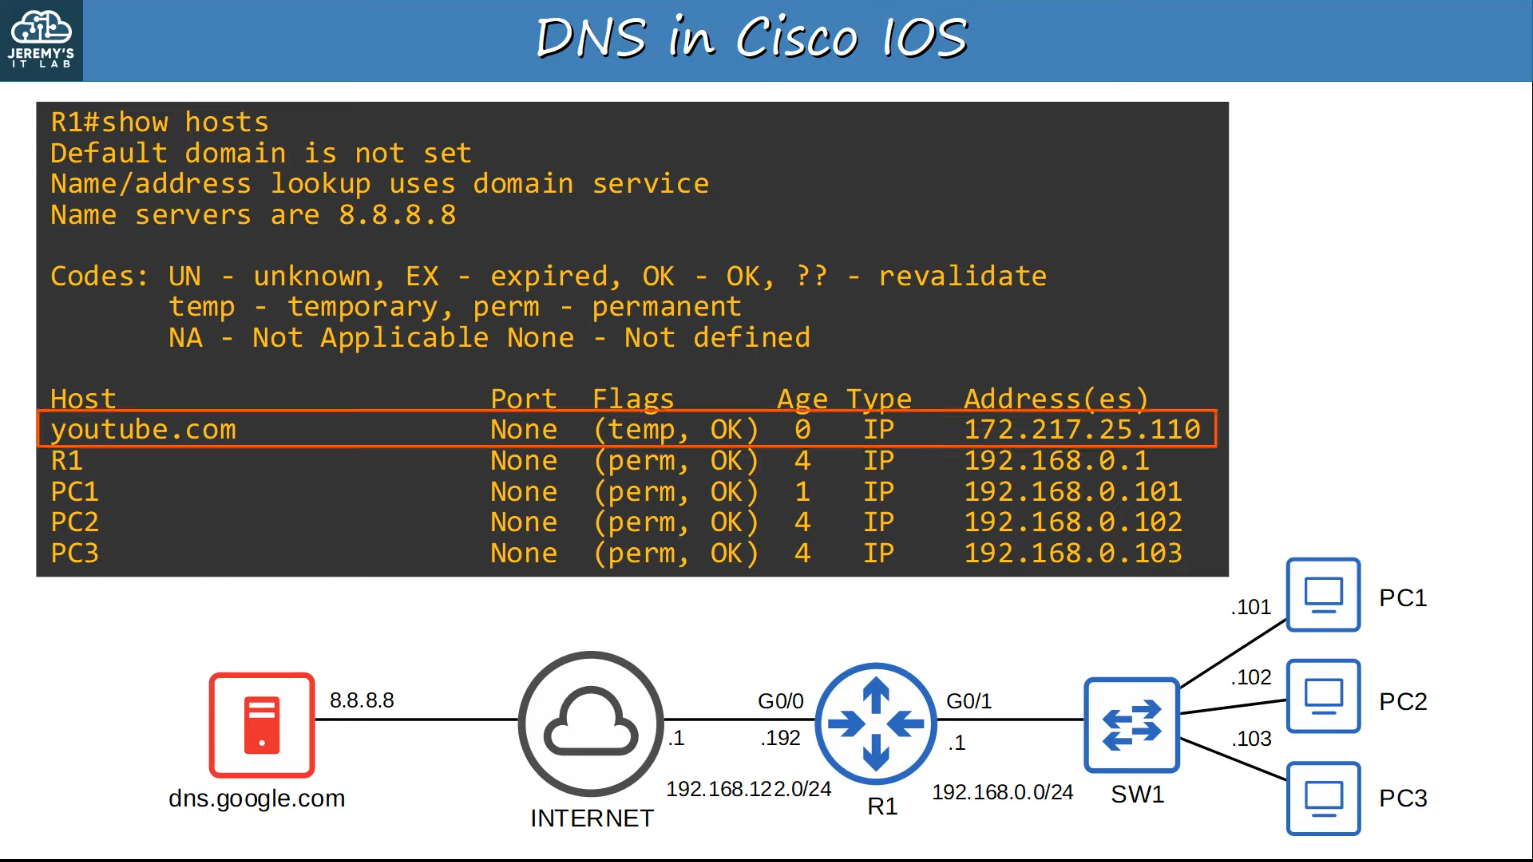 JEREMY'S
IT LAB
DNS in Cisco IOS
R1#show hosts
Default domain is not set
Name/address lookup uses domain service
Name servers are 8.8.8.8
Codes: UN - unknown, EX - expired, OK - OK, ?? - revalidate
temp - temporary, perm - permanent
NA - Not Applicable None - Not defined
Host Port Flags Age Type Address(es)
youtube.com None (temp, OK) 0 IP 172.217.25.110
R1 None (perm, OK) 4 IP 192.168.0.1
PC1 None (perm, OK) 1 IP 192.168.0.101
PC2 None (perm, OK) 4 IP 192.168.0.102
PC3 None (perm, OK) 4 IP 192.168.0.103
8.8.8.8
dns.google.com
INTERNET
.1
G0/0
.192
192.168.122.0/24
R1
G0/1
.1
192.168.0.0/24
SW1
.101
PC1
.102
PC2
.103
PC3